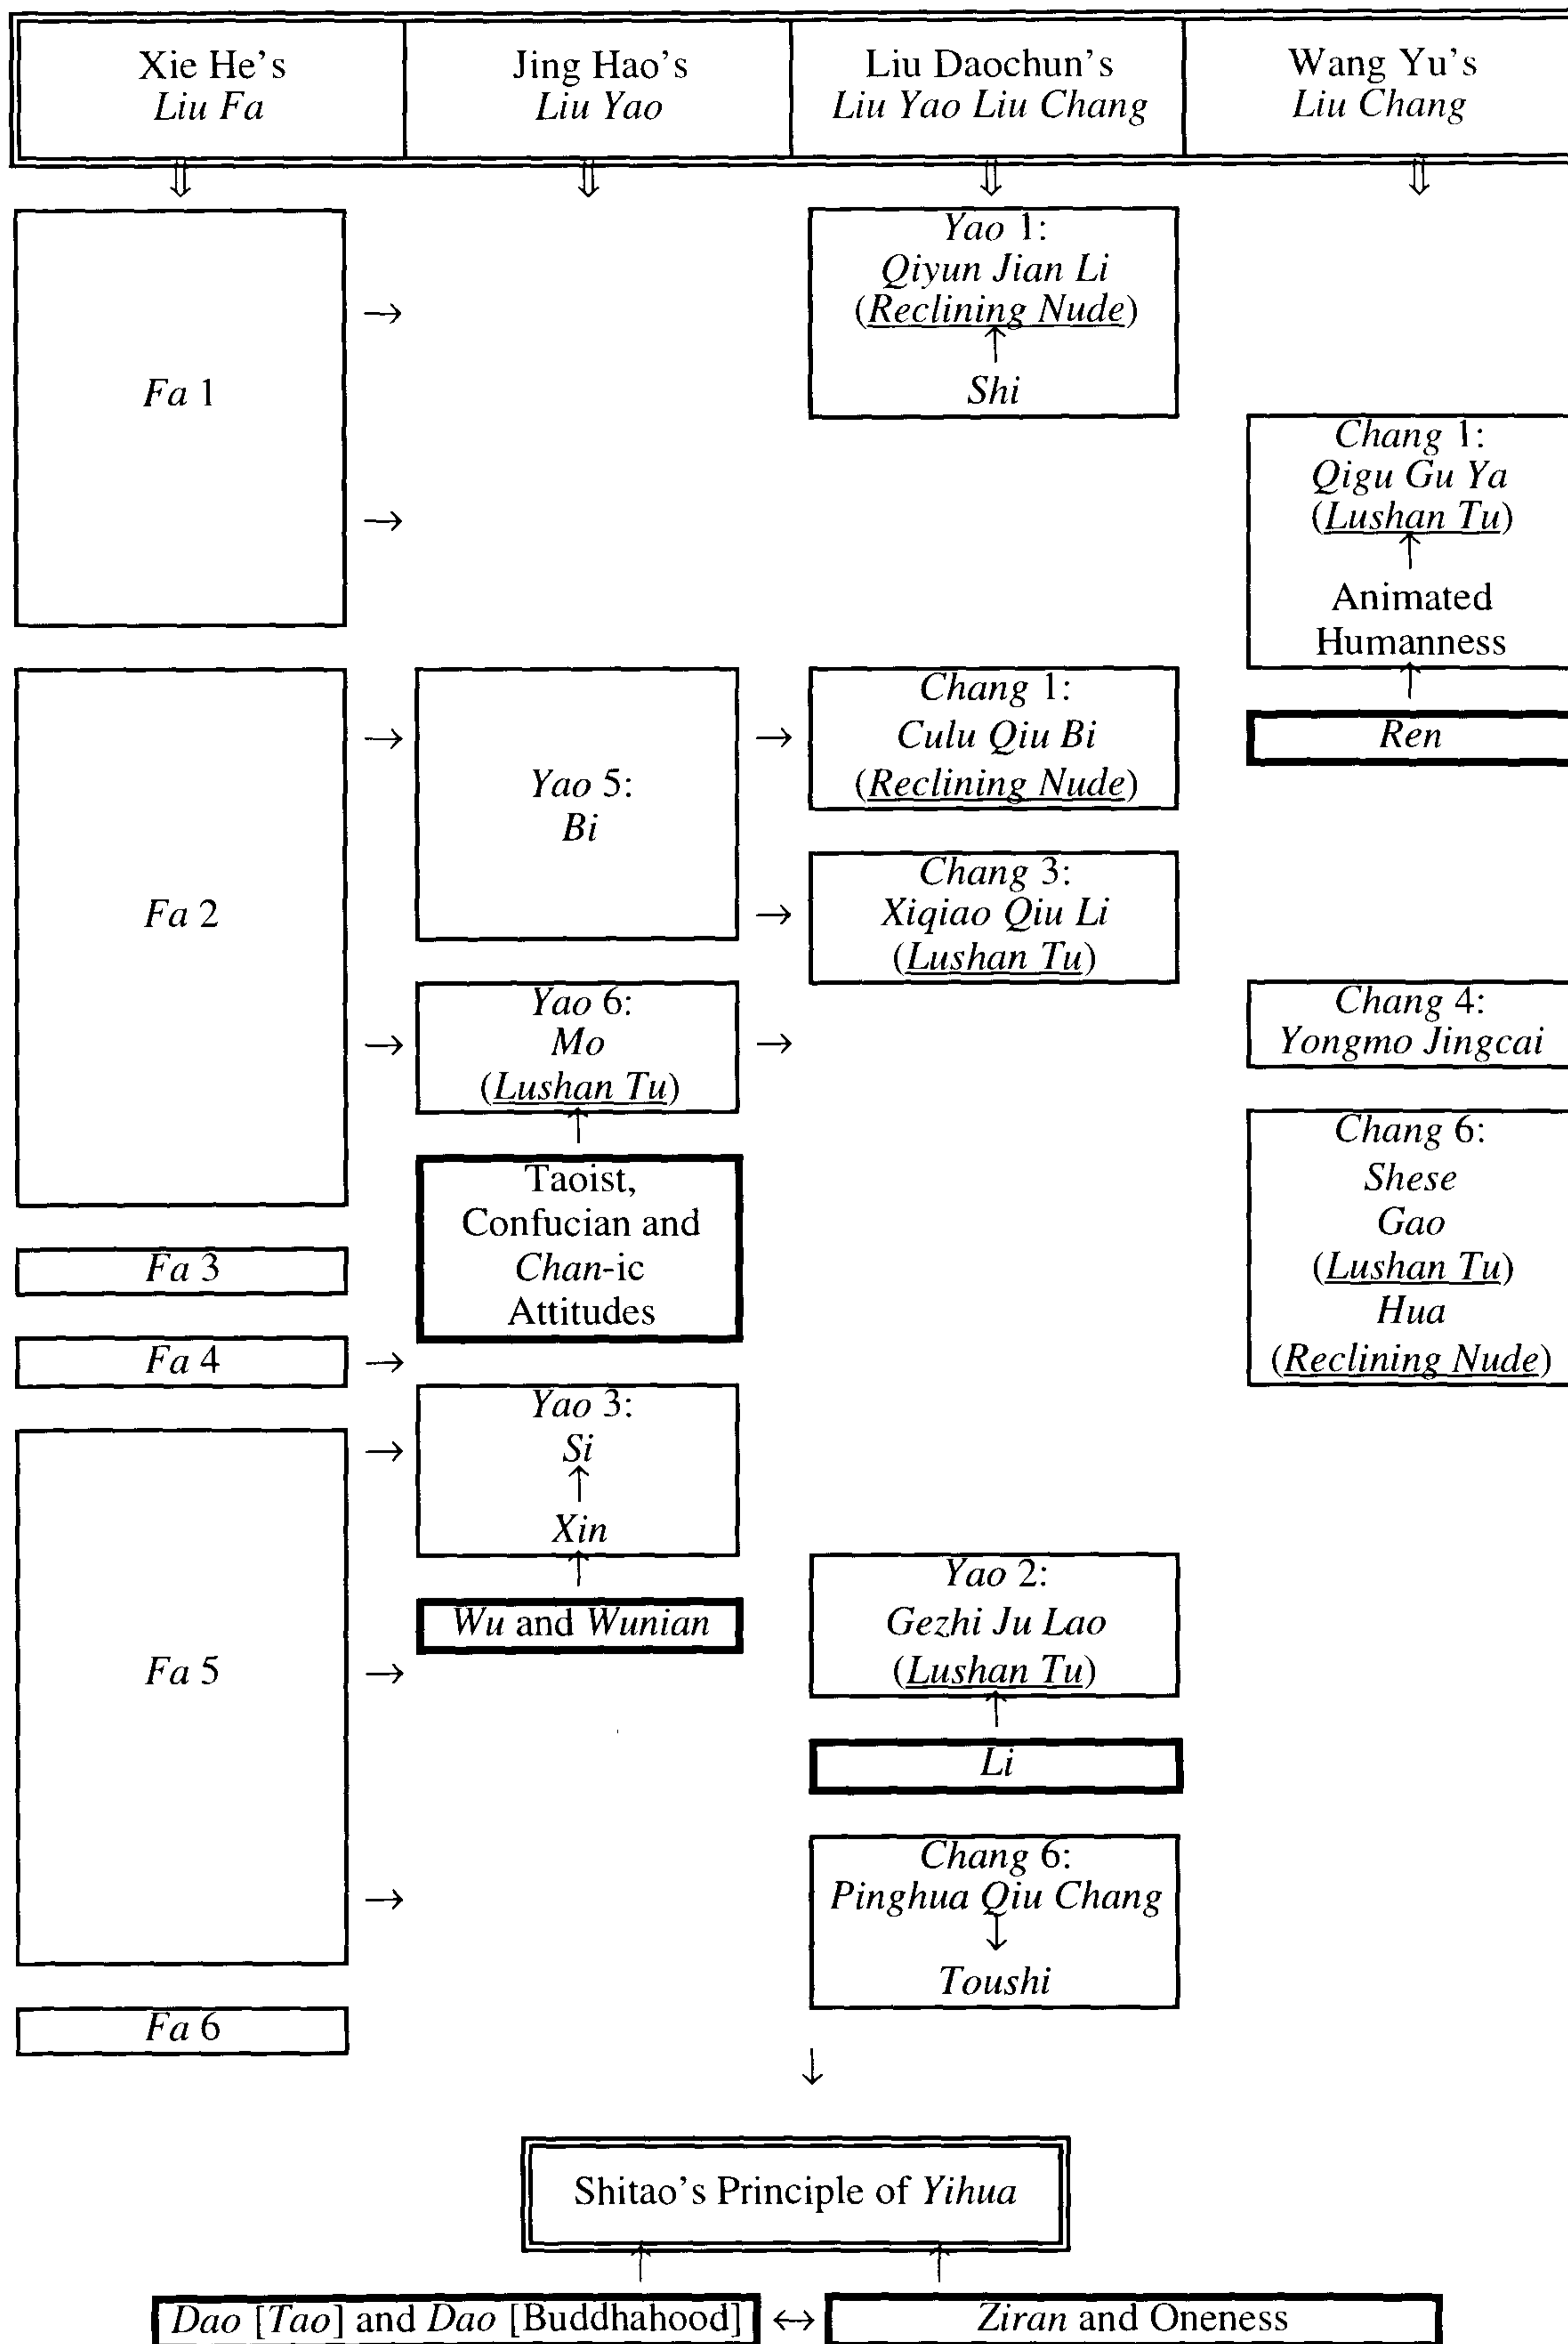 Xie He's
Liu Fa
Jing Hao's
Liu Yao
Liu Daochun's
Liu Yao Liu Chang
Wang Yu's
Liu Chang
⇓ ⇓ ⇓ ⇓
Fa 1
→
→
Yao 1:
Qiyun Jian Li
(Reclining Nude)
↑
Shi
Chang 1:
Qigu Gu Ya
(Lushan Tu)
↑
Animated
Humanness
↑
Ren
Fa 2
→
→
Yao 5:
Bi
→
→
Chang 1:
Culu Qiu Bi
(Reclining Nude)
Chang 3:
Xiqiao Qiu Li
(Lushan Tu)
Yao 6:
Mo
(Lushan Tu)
→
↑
Taoist,
Confucian and
Chan-ic
Attitudes
Chang 4:
Yongmo Jingcai
Chang 6:
Shese
Gao
(Lushan Tu)
Hua
(Reclining Nude)
Fa 3
Fa 4
→
Fa 5
→
→
→
Yao 3:
Si
↑
Xin
↑
Wu and Wunian
Yao 2:
Gezhi Ju Lao
(Lushan Tu)
↑
Li
Chang 6:
Pinghua Qiu Chang
↓
Toushi
Fa 6
↓
Shitao's Principle of Yihua
↑ ↑
Dao [Tao] and Dao [Buddhahood] ↔ Ziran and Oneness